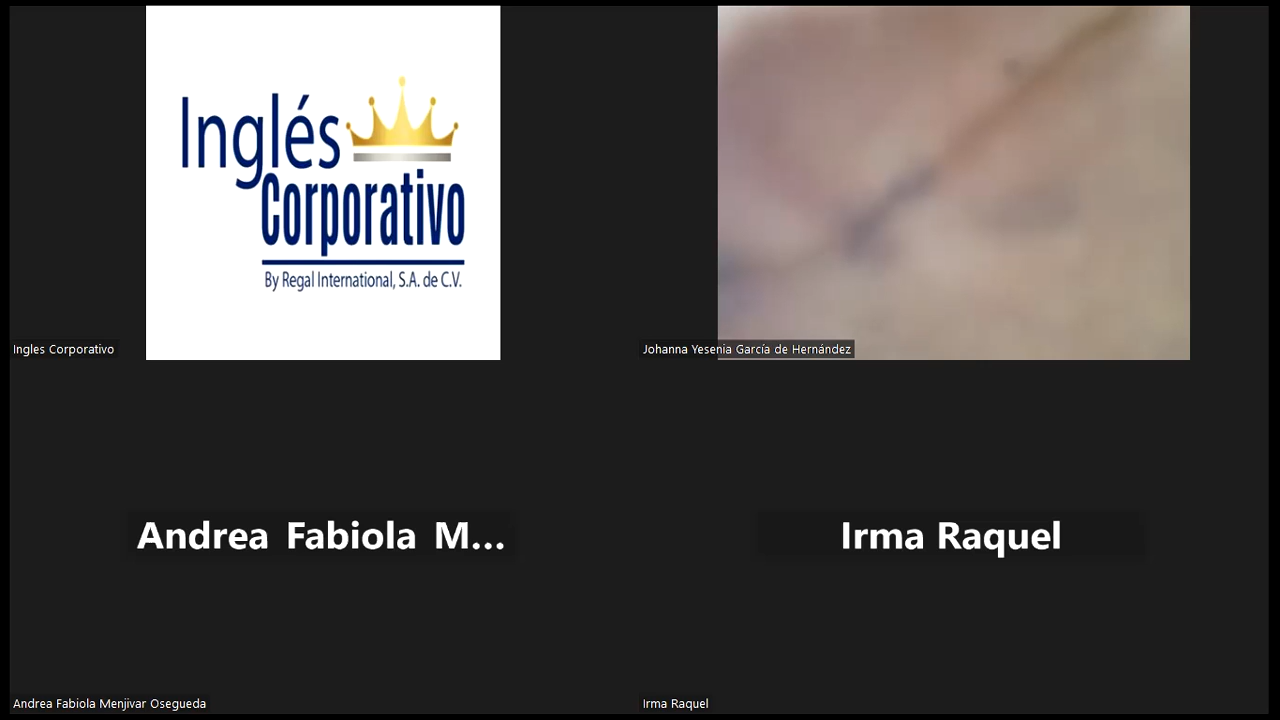 Inglés
Corporativo
By Regal International, S.A. de C.V.
Ingles Corporativo
Johanna Yesenia García de Hernández
Andrea Fabiola M...
Irma Raquel
Andrea Fabiola Menjivar Osegueda
Irma Raquel